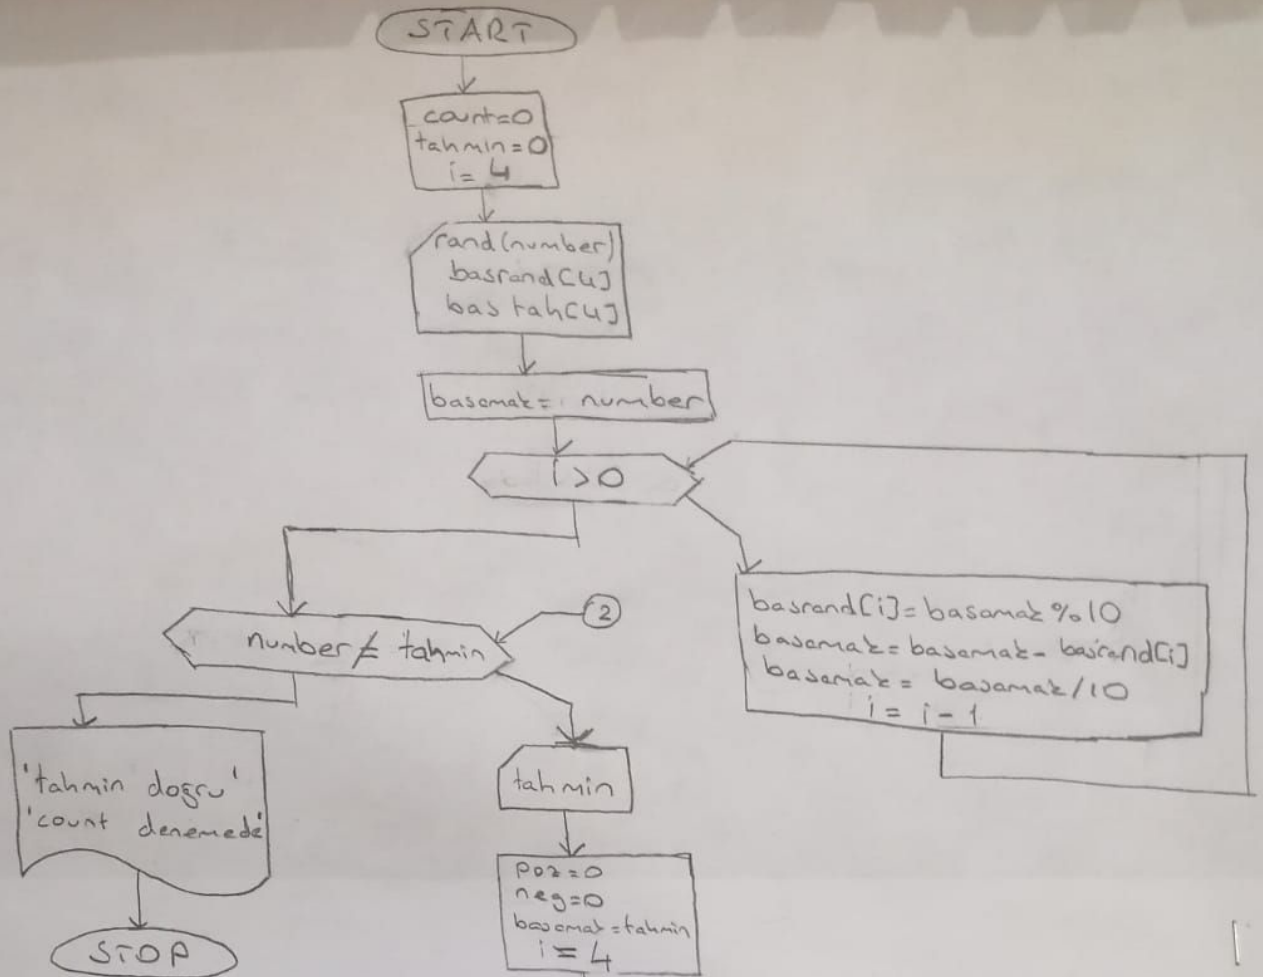 START
count=0
tahmin=0
i=4
rand(number)
basrand[4]
bastah[4]
basamak= number
i>0
basrand[i]=basamak%10
basamak=basamak-basrand[i]
basamak=basamak/10
i=i-1
2
number≠tahmin
tahmin
'tahmin doğru'
'count denemede'
poz=0
neg=0
basamak=tahmin
i=4
STOP